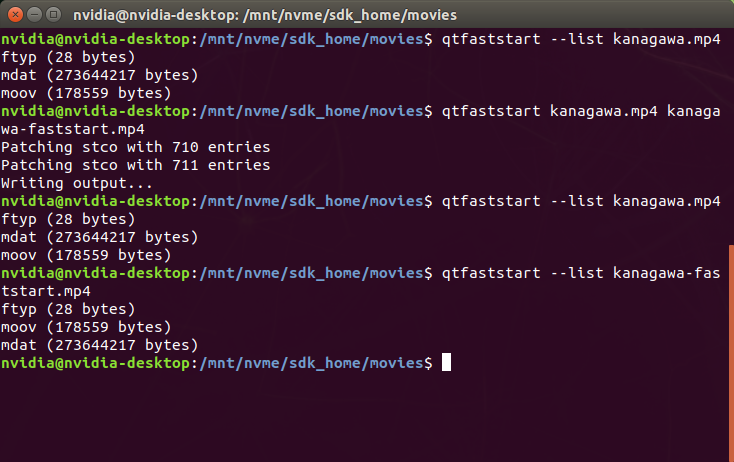 nvidia@nvidia-desktop: /mnt/nvme/sdk_home/movies
nvidia@nvidia-desktop:/mnt/nvme/sdk_home/movies$ qtfaststart --list kanagawa.mp4
ftyp (28 bytes)
mdat (273644217 bytes)
moov (178559 bytes)
nvidia@nvidia-desktop:/mnt/nvme/sdk_home/movies$ qtfaststart kanagawa.mp4 kanaga
wa-faststart.mp4
Patching stco with 710 entries
Patching stco with 711 entries
Writing output...
nvidia@nvidia-desktop:/mnt/nvme/sdk_home/movies$ qtfaststart --list kanagawa.mp4
ftyp (28 bytes)
mdat (273644217 bytes)
moov (178559 bytes)
nvidia@nvidia-desktop:/mnt/nvme/sdk_home/movies$ qtfaststart --list kanagawa-fas
tstart.mp4
ftyp (28 bytes)
moov (178559 bytes)
mdat (273644217 bytes)
nvidia@nvidia-desktop:/mnt/nvme/sdk_home/movies$